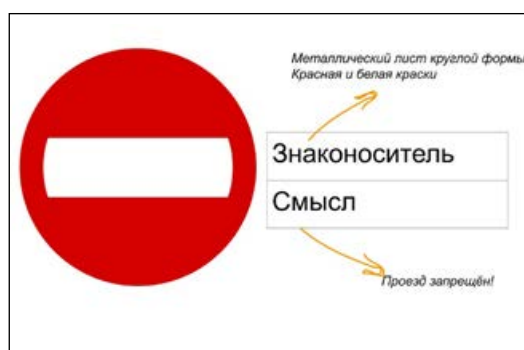 Металлический лист круглой формы
Красная и белая краски
Знаконоситель
Смысл
Проезд запрещён!